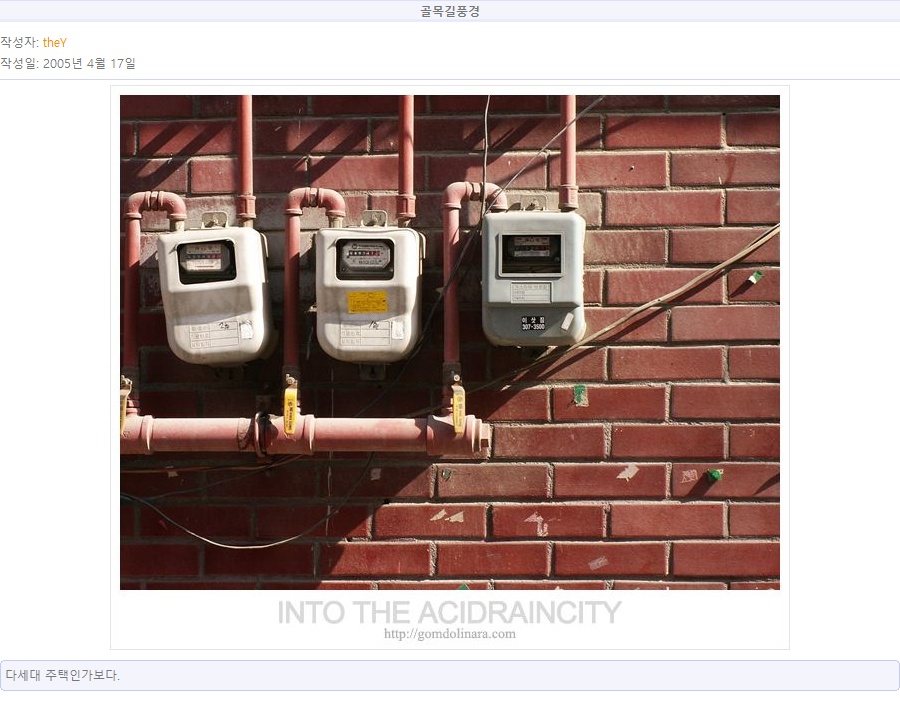 골목길풍경
작성자: theY
작성일: 2005년 4월 17일
이 삿 짐
307-3500
INTO THE ACIDRAINCITY
http://gomdolinara.com
다세대 주택인가보다.